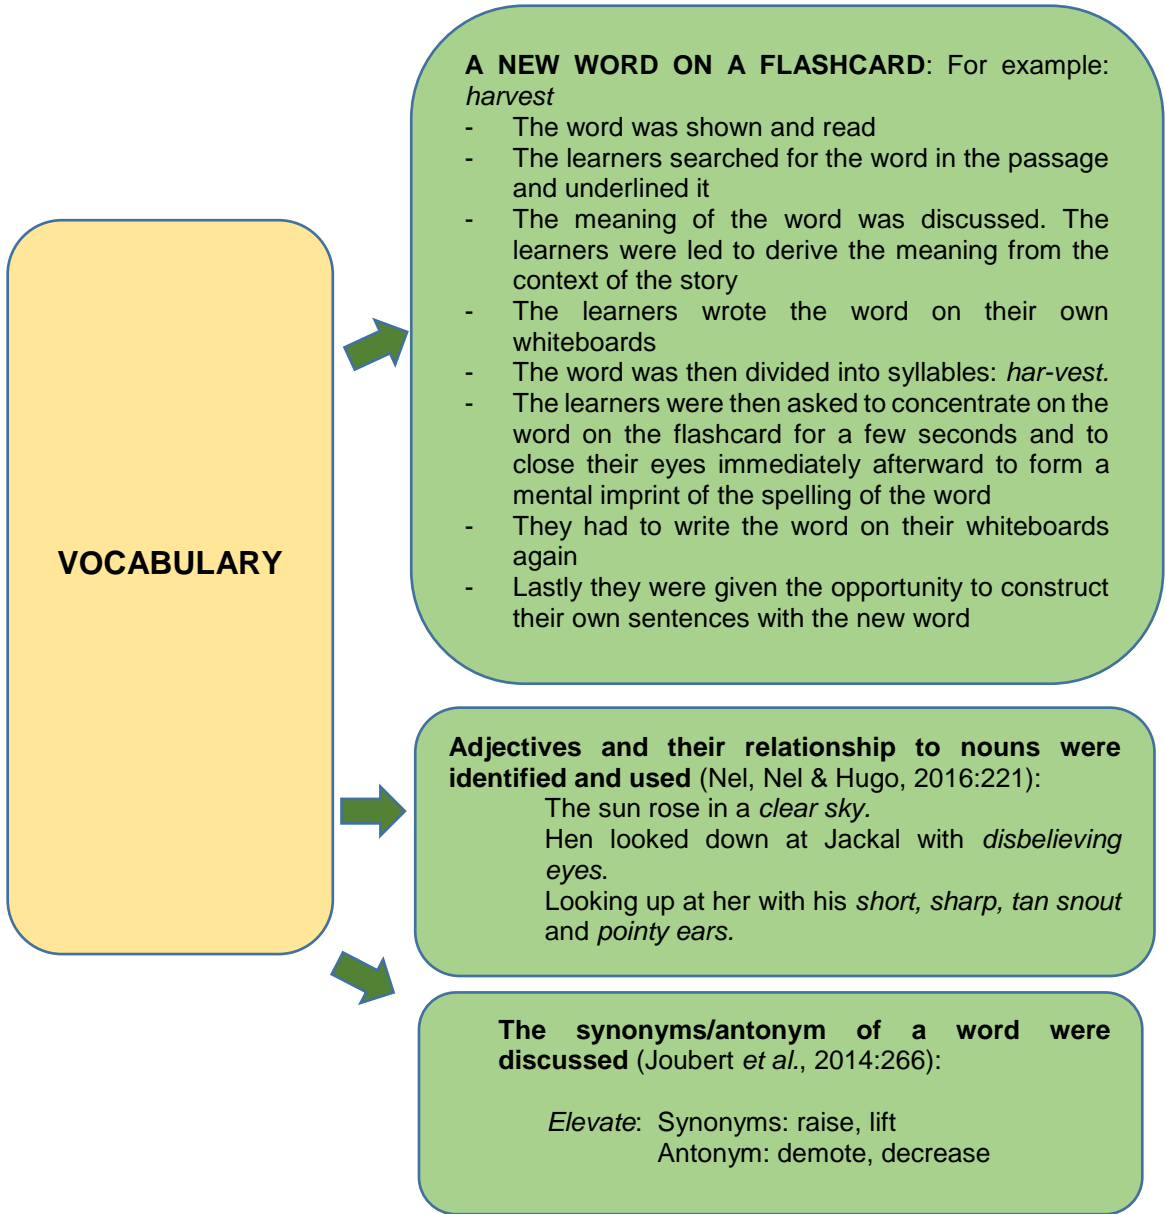 VOCABULARY
A NEW WORD ON A FLASHCARD: For example:
harvest
- The word was shown and read
- The learners searched for the word in the passage
and underlined it
- The meaning of the word was discussed. The
learners were led to derive the meaning from the
context of the story
- The learners wrote the word on their own
whiteboards
- The word was then divided into syllables: har-vest.
- The learners were then asked to concentrate on the
word on the flashcard for a few seconds and to
close their eyes immediately afterward to form a
mental imprint of the spelling of the word
- They had to write the word on their whiteboards
again
- Lastly they were given the opportunity to construct
their own sentences with the new word
Adjectives and their relationship to nouns were
identified and used (Nel, Nel & Hugo, 2016:221):
The sun rose in a clear sky.
Hen looked down at Jackal with disbelieving
eyes.
Looking up at her with his short, sharp, tan snout
and pointy ears.
The synonyms/antonym of a word were
discussed (Joubert et al., 2014:266):
Elevate: Synonyms: raise, lift
Antonym: demote, decrease